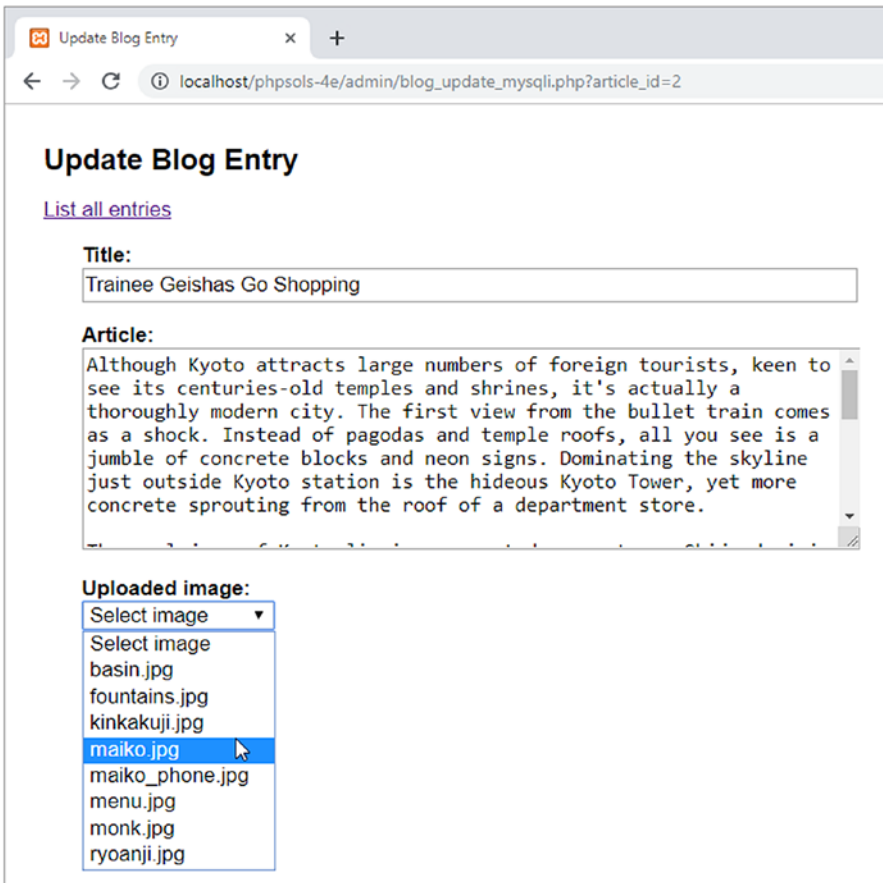 Update Blog Entry
localhost/phpsols-4e/admin/blog_update_mysqli.php?article_id=2
Update Blog Entry
List all entries
Title:
Trainee Geishas Go Shopping
Article:
Although Kyoto attracts large numbers of foreign tourists, keen to
see its centuries-old temples and shrines, it's actually a
thoroughly modern city. The first view from the bullet train comes
as a shock. Instead of pagodas and temple roofs, all you see is a
jumble of concrete blocks and neon signs. Dominating the skyline
just outside Kyoto station is the hideous Kyoto Tower, yet more
concrete sprouting from the roof of a department store.
Uploaded image:
Select image
Select image
basin.jpg
fountains.jpg
kinkakuji.jpg
maiko.jpg
maiko_phone.jpg
menu.jpg
monk.jpg
ryoanji.jpg